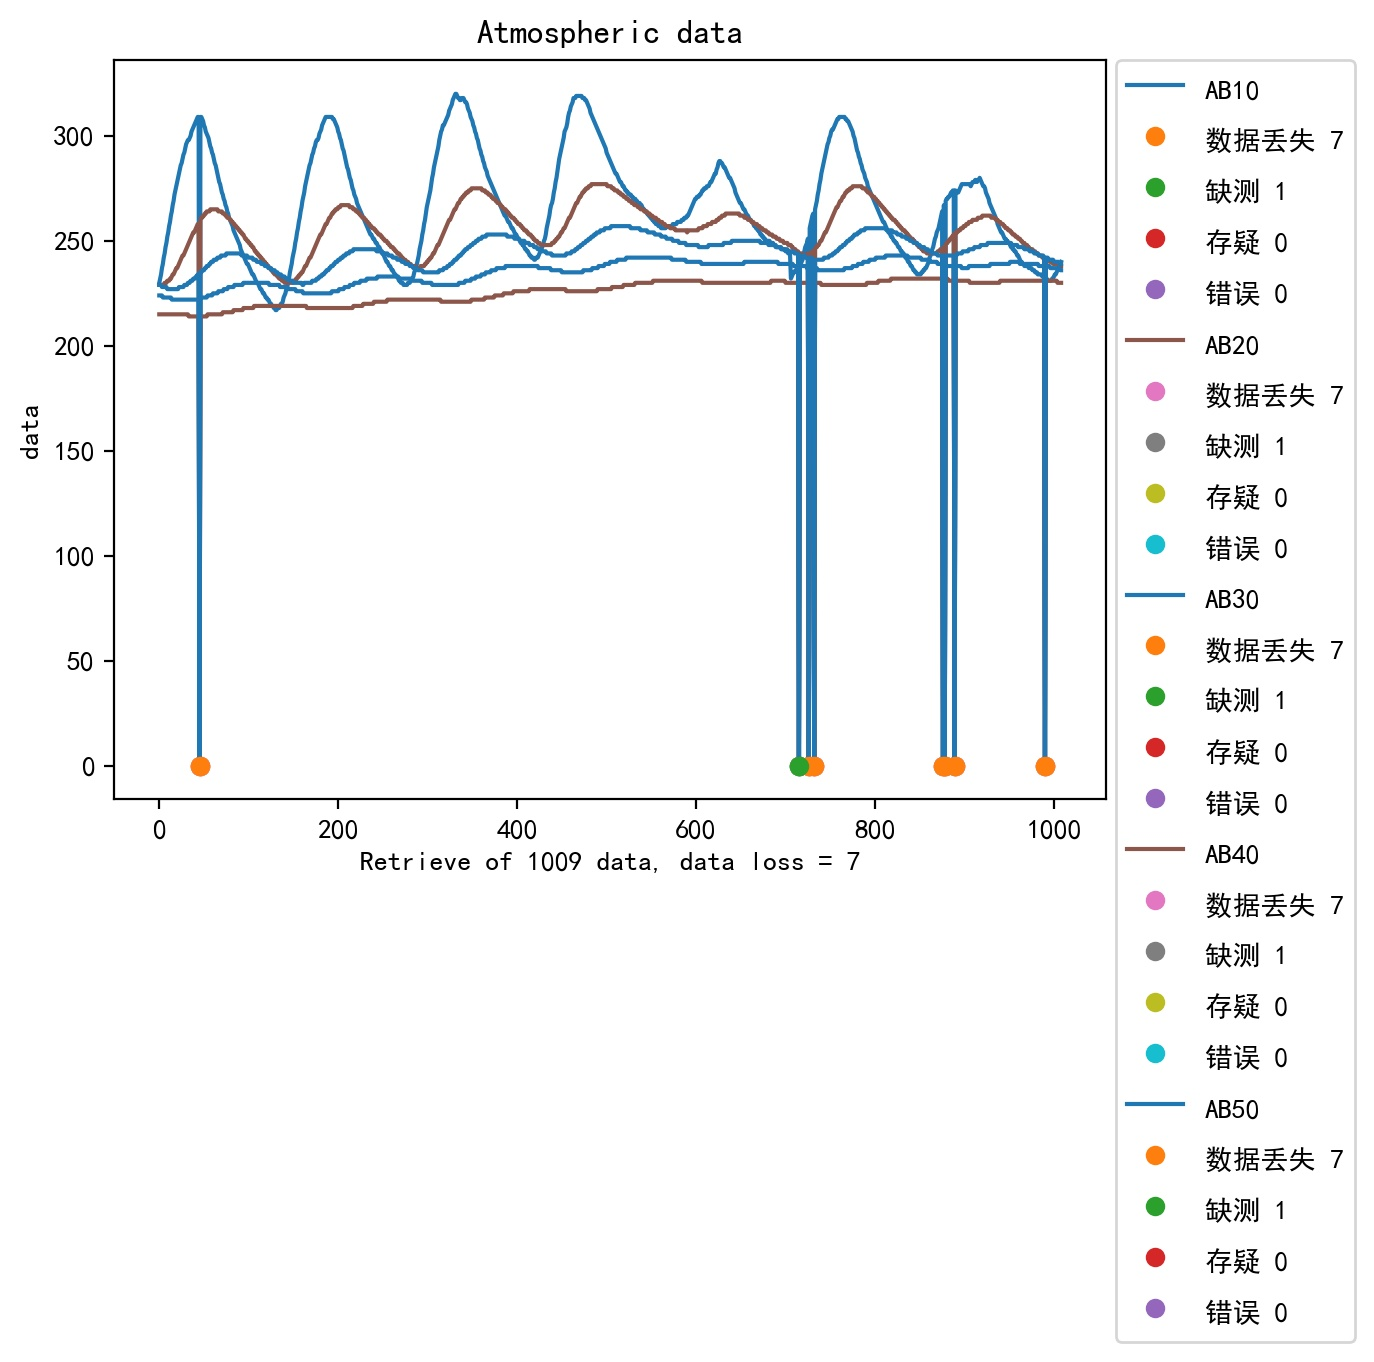 Atmospheric data
data
300
250
200
150
100
50
0
0 200 400 600 800 1000
Retrieve of 1009 data, data loss = 7
AB10
数据丢失 7
缺测 1
存疑 0
错误 0
AB20
数据丢失 7
缺测 1
存疑 0
错误 0
AB30
数据丢失 7
缺测 1
存疑 0
错误 0
AB40
数据丢失 7
缺测 1
存疑 0
错误 0
AB50
数据丢失 7
缺测 1
存疑 0
错误 0